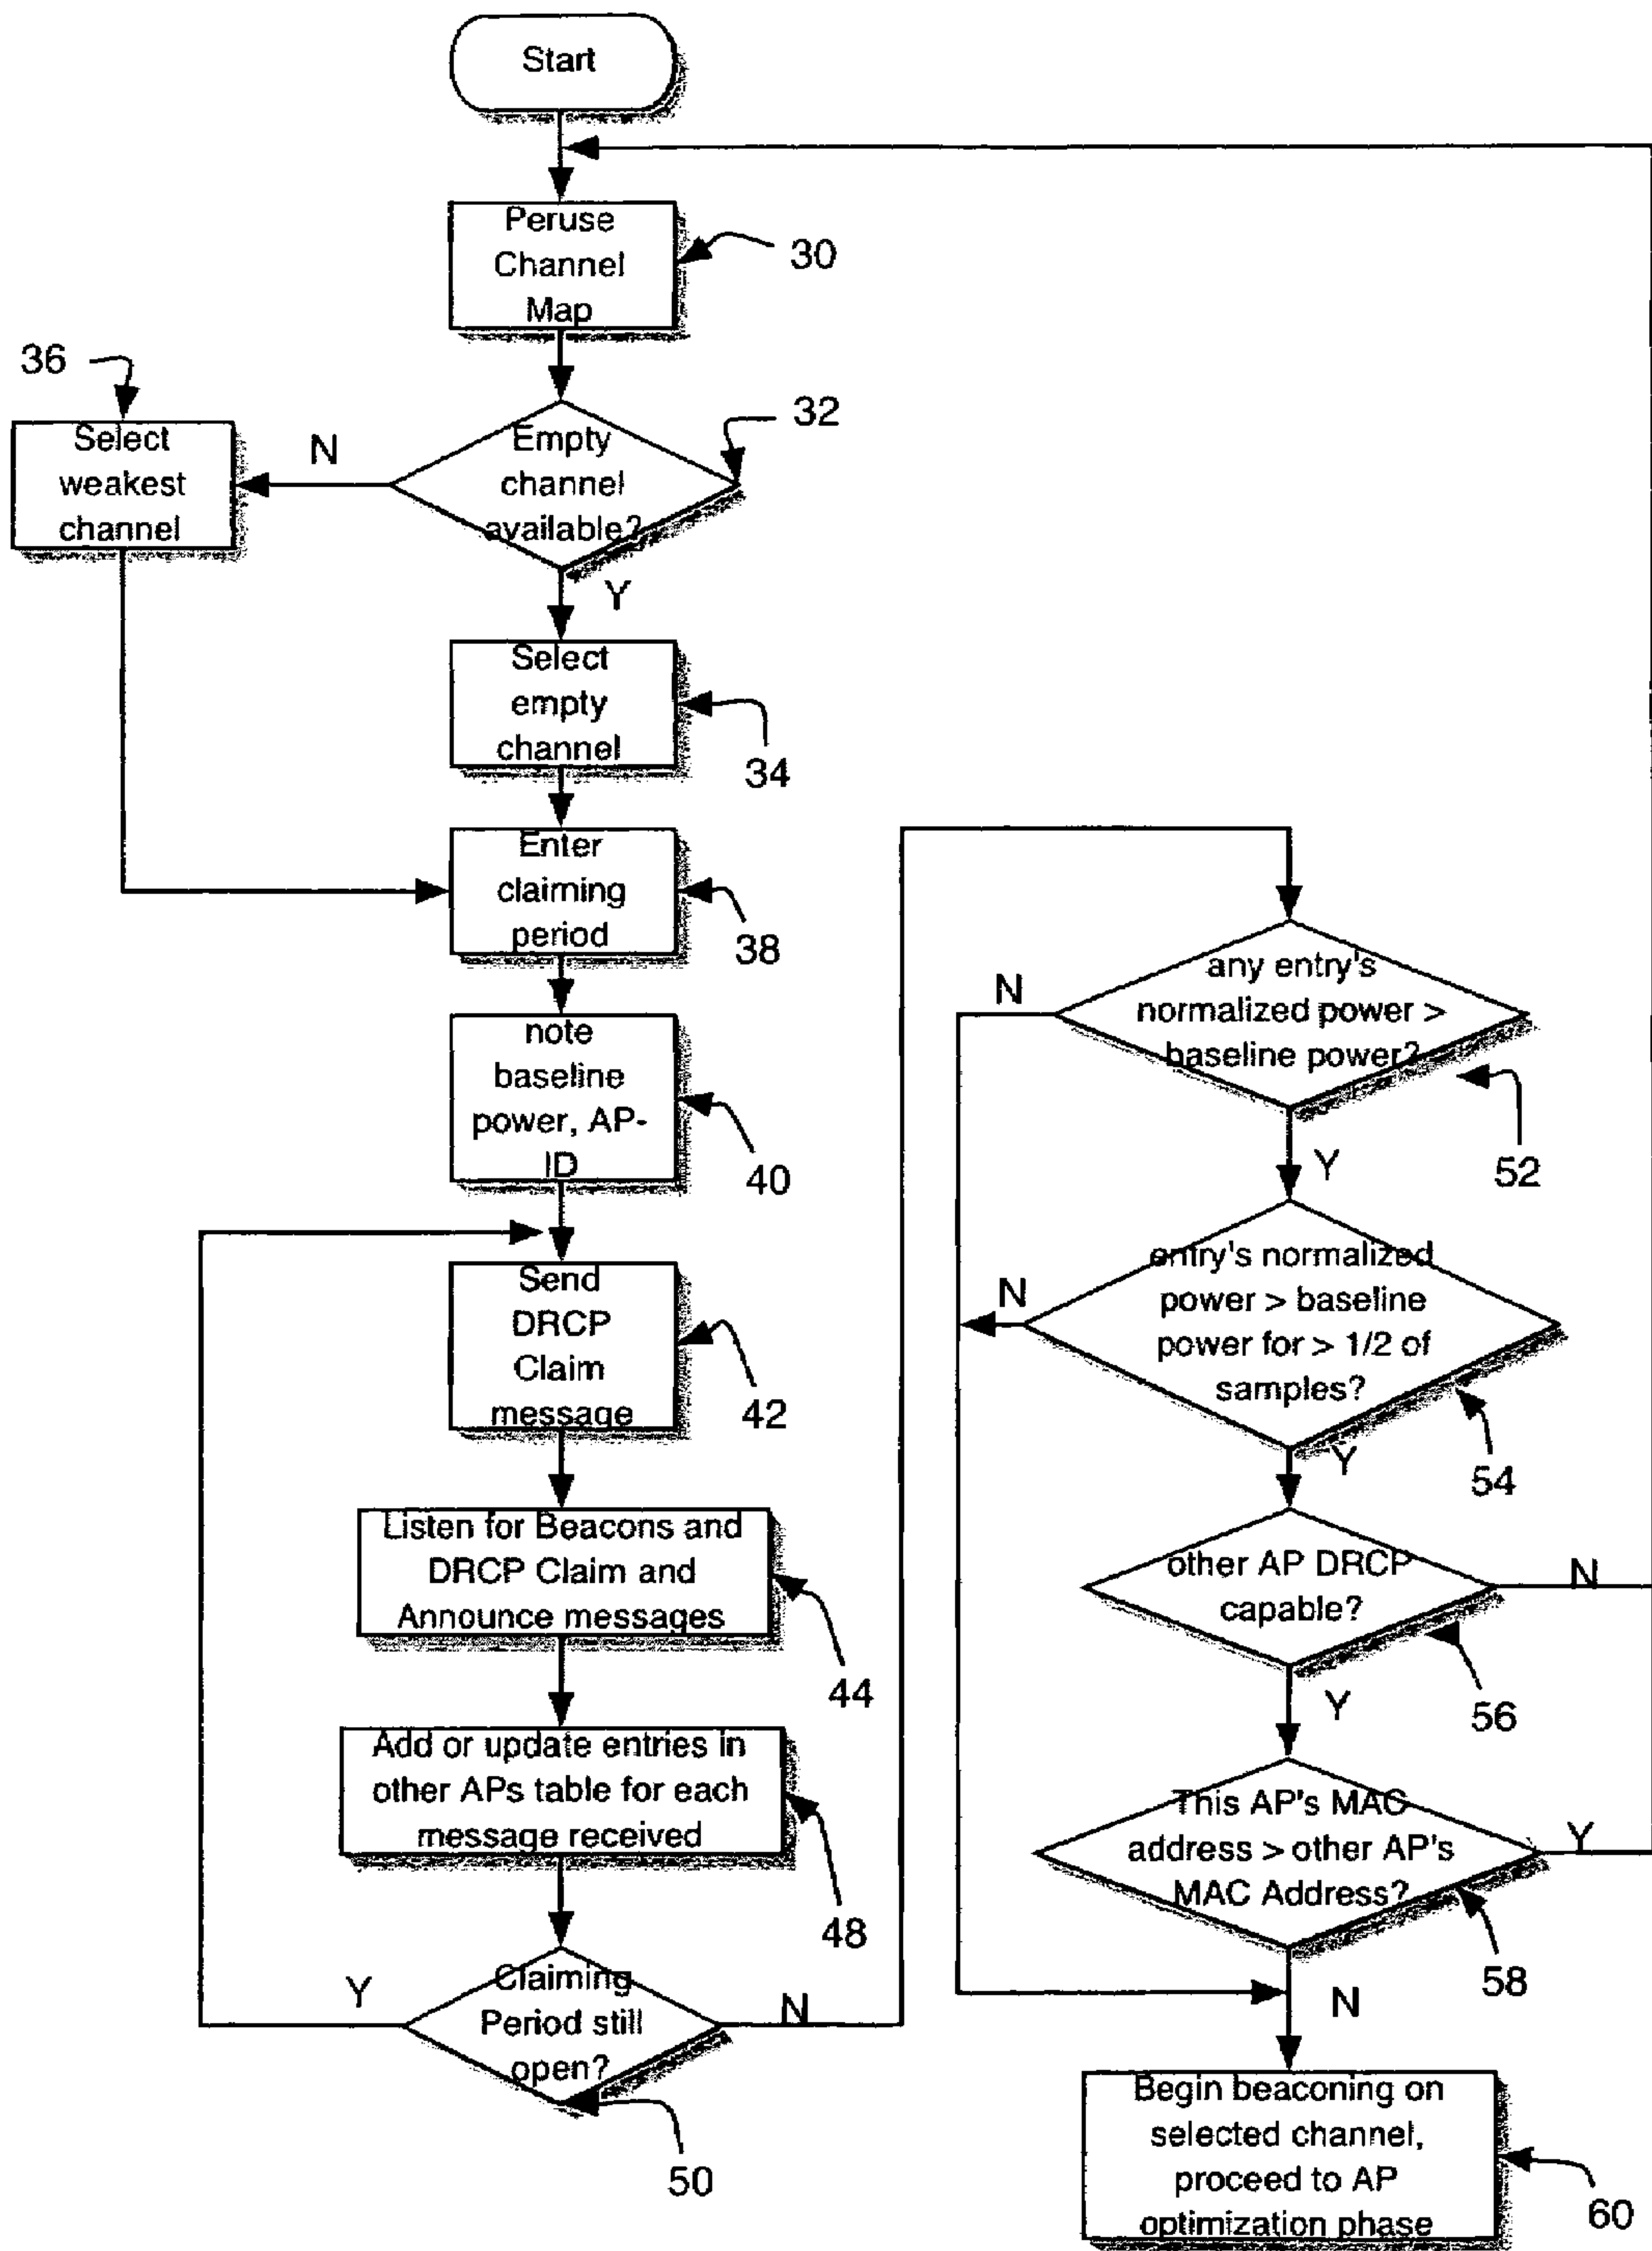 Start
Peruse
Channel
Map
30
36
Select
weakest
channel
N
Empty
channel
available?
32
Y
Select
empty
channel
34
Enter
claiming
period
38
note
baseline
power, AP-
ID
40
Send
DRCP
Claim
message
42
Listen for Beacons and
DRCP Claim and
Announce messages
44
Add or update entries in
other APs table for each
message received
48
Y
Claiming
Period still
open?
N
50
any entry's
normalized power >
baseline power?
N
52
Y
entry's normalized
power > baseline
power for > 1/2 of
samples?
N
54
Y
other AP DRCP
capable?
N
56
Y
This AP's MAC
address > other AP's
MAC Address?
Y
58
N
Begin beaconing on
selected channel,
proceed to AP
optimization phase
60